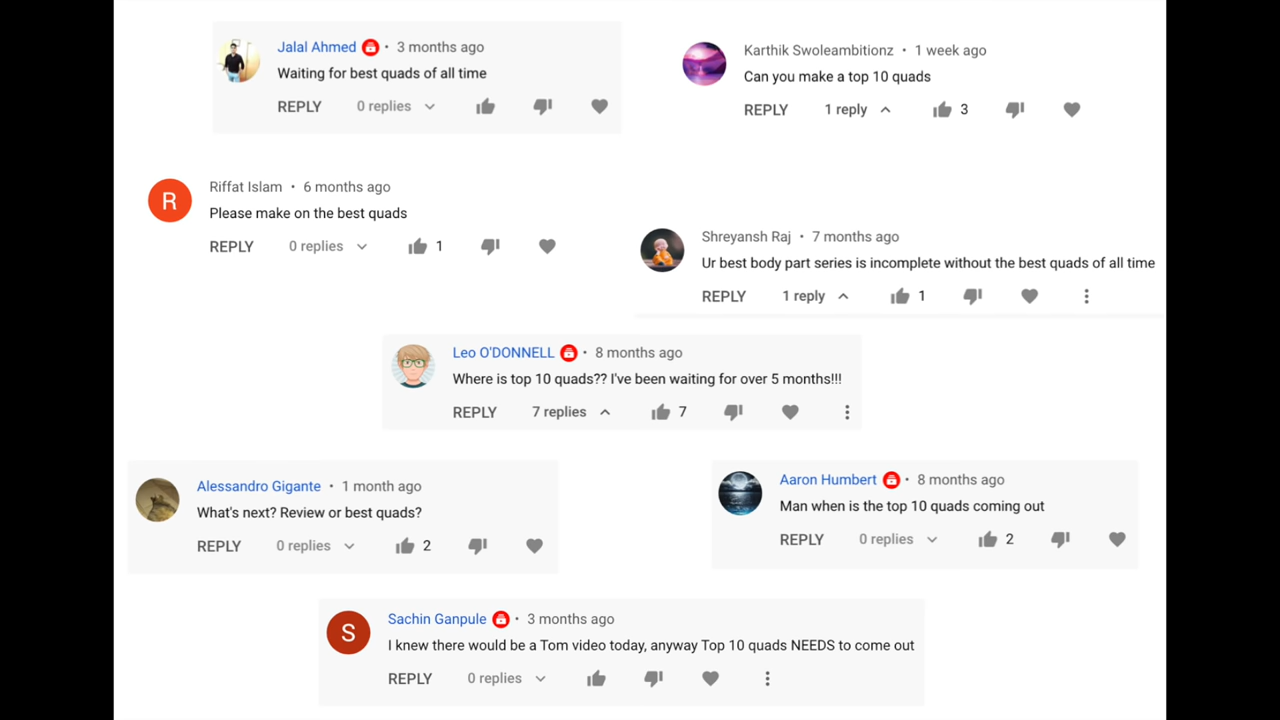 Jalal Ahmed • 3 months ago
Waiting for best quads of all time
REPLY 0 replies
Karthik Swoleambitionz • 1 week ago
Can you make a top 10 quads
REPLY 1 reply 3
R
Riffat Islam • 6 months ago
Please make on the best quads
REPLY 0 replies 1
Shreyansh Raj • 7 months ago
Ur best body part series is incomplete without the best quads of all time
REPLY 1 reply 1
Leo O'DONNELL • 8 months ago
Where is top 10 quads?? I've been waiting for over 5 months!!!
REPLY 7 replies 7
Alessandro Gigante • 1 month ago
What's next? Review or best quads?
REPLY 0 replies 2
Aaron Humbert • 8 months ago
Man when is the top 10 quads coming out
REPLY 0 replies 2
S
Sachin Ganpule • 3 months ago
I knew there would be a Tom video today, anyway Top 10 quads NEEDS to come out
REPLY 0 replies